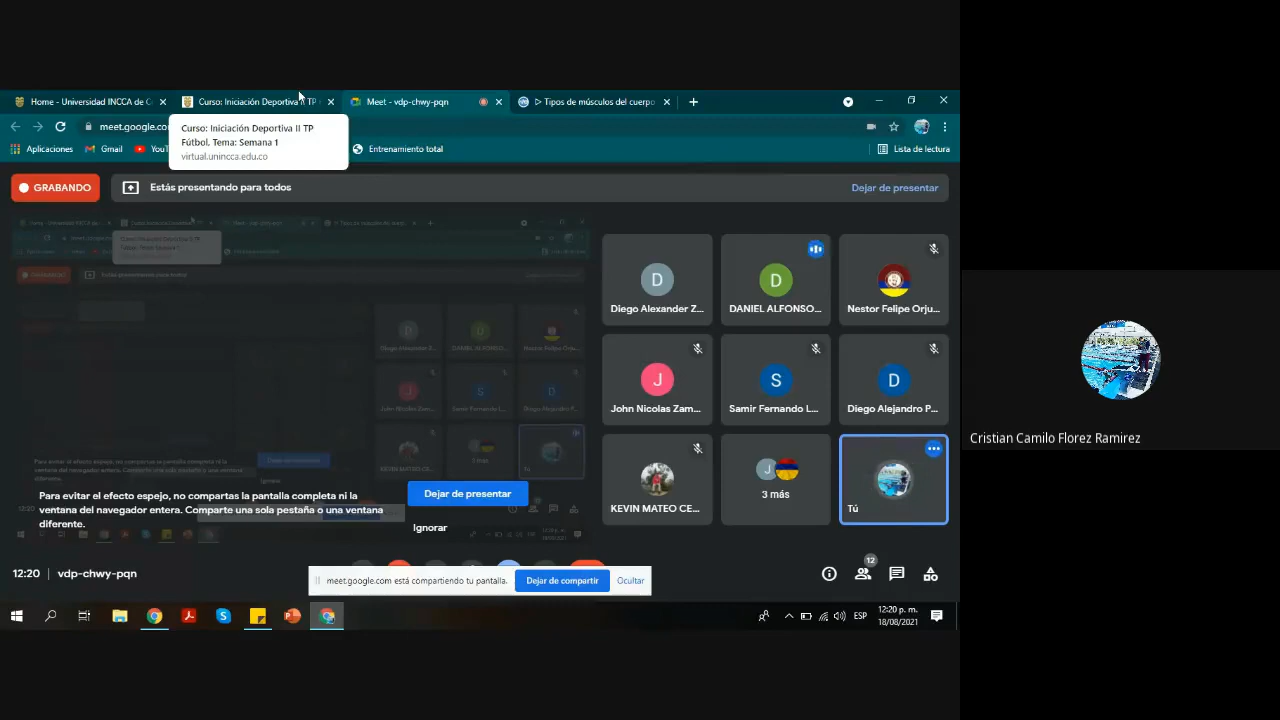 Home - Universidad INCCA de C
Curso: Iniciación Deportiva II TP
Meet - vdp-chwy-pqn
▷ Tipos de músculos del cuerpo
meet.google.co
Curso: Iniciación Deportiva II TP
Fútbol, Tema: Semana 1
virtual.unincca.edu.co
Aplicaciones
Gmail
Entrenamiento total
Lista de lectura
GRABANDO
Estás presentando para todos
Dejar de presentar
Diego Alexander Z...
DANIEL ALFONSO...
Nestor Felipe Orju...
J
John Nicolas Zam...
S
Samir Fernando L...
D
Diego Alejandro P...
KEVIN MATEO CE...
J
3 más
Tú
Para evitar el efecto espejo, no compartas la pantalla completa ni la
ventana del navegador entera. Comparte una sola pestaña o una ventana
diferente.
Dejar de presentar
Ignorar
12:20 | vdp-chwy-pqn
meet.google.com está compartiendo tu pantalla.
Dejar de compartir
Ocultar
12
ESP
12:20 p. m.
18/08/2021
Cristian Camilo Florez Ramirez